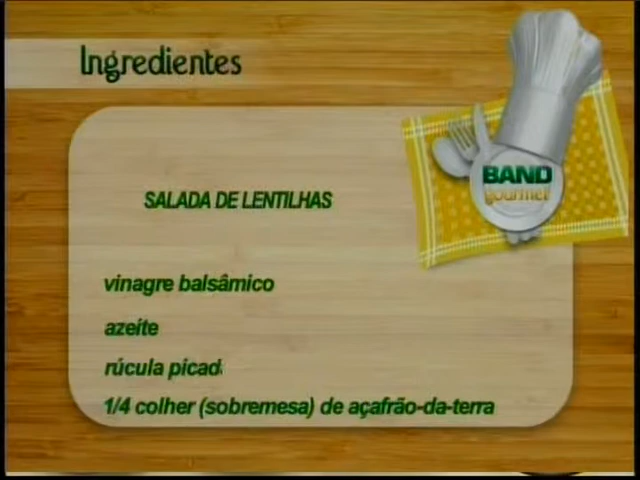 Ingredientes
BAND
gourmet
SALADA DE LENTILHAS
vinagre balsâmico
azeite
rúcula picad
1/4 colher (sobremesa) de açafrão-da-terra